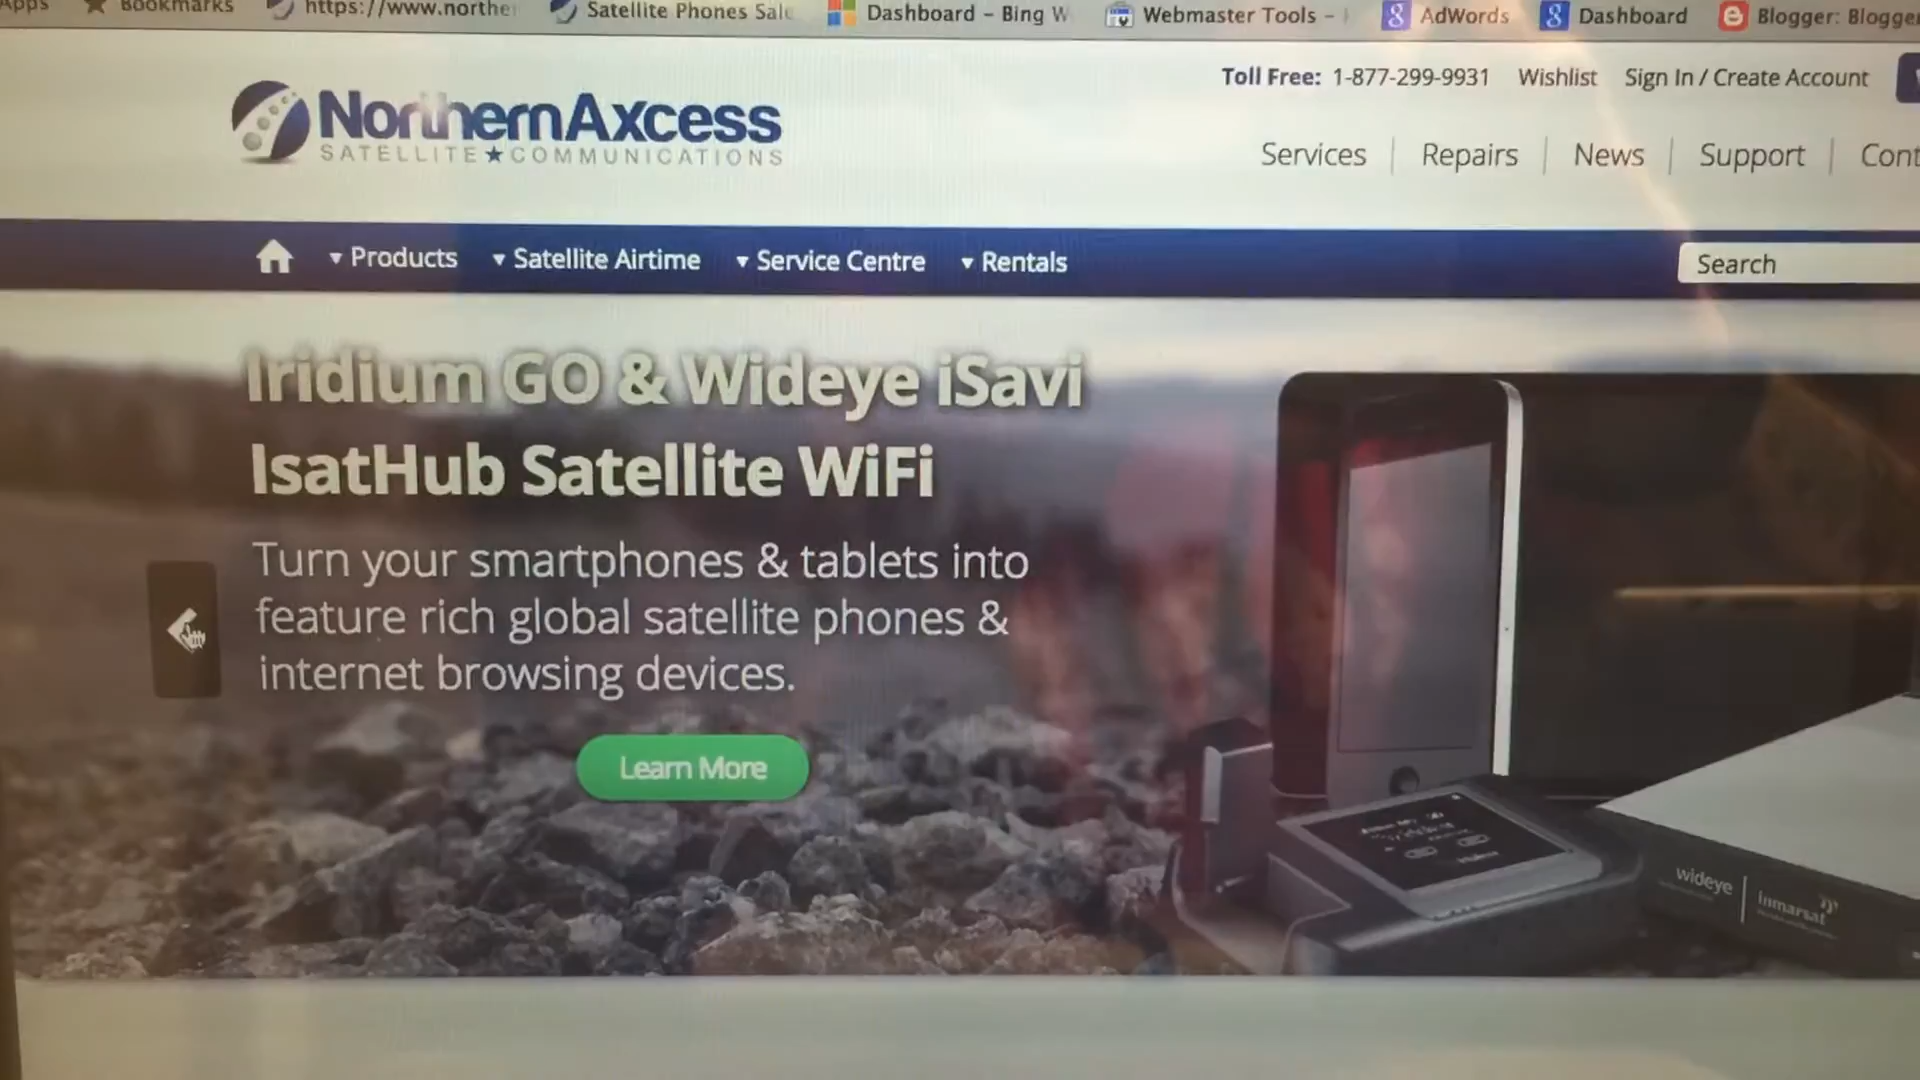 Apps Bookmarks https://www.northe Satellite Phones Sale Dashboard - Bing W Webmaster Tools - AdWords Dashboard Blogger: Blogger
Toll Free: 1-877-299-9931 Wishlist Sign In / Create Account
NorthernAxcess
SATELLITE★COMMUNICATIONS
Services | Repairs | News | Support | Cont
Products Satellite Airtime Service Centre Rentals Search
Iridium GO & Wideye iSavi
IsatHub Satellite WiFi
Turn your smartphones & tablets into
feature rich global satellite phones &
internet browsing devices.
Learn More
wideye | inmarsat